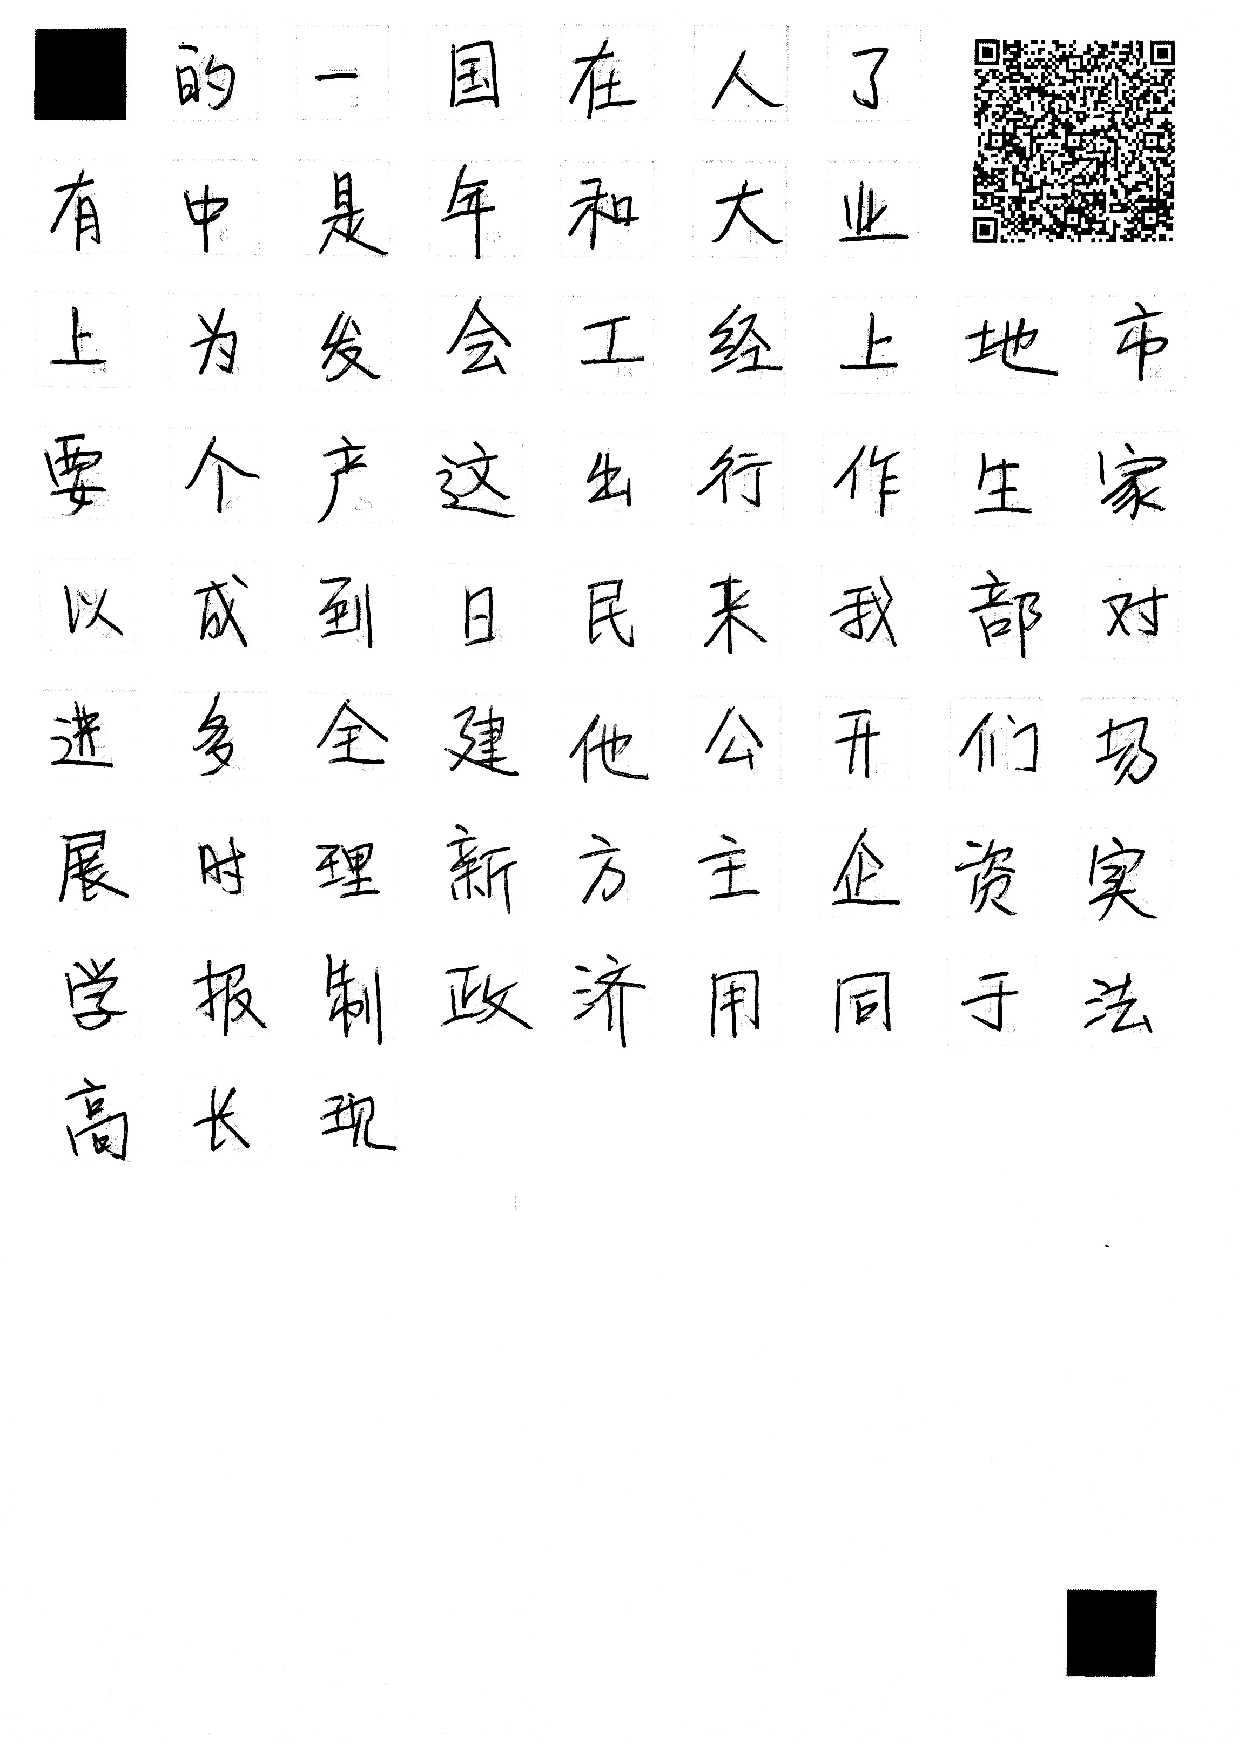 的一国在人了
有中是年和大业
上为发会工经上地市
要个产这出行作生家
以成到日民来我部对
进多全建他公开们场
展时理新方主企资实
学报制政济用同于法
高长现